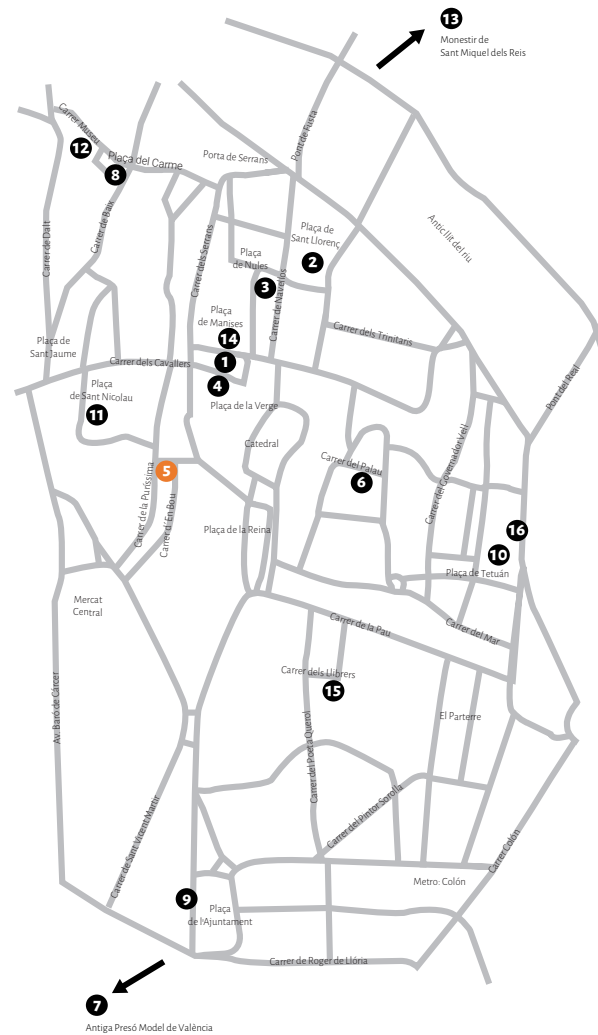 13
Monestir de
Sant Miquel dels Reis
Carrer Museu
12
Plaça del Carme
8
Porta de Serrans
Pont de Fusta
Carrer de Dalt
Carrer de Baix
Carrer dels Serrans
Plaça de
Sant Llorenç
2
Antic llit del riu
Plaça
de Nules
3
Carrer de Navellos
Plaça
de Manises
14
Carrer dels Trinitaris
Plaça de
Sant Jaume
Carrer dels Cavallers
1
4
Pont del Real
Plaça
de Sant Nicolau
11
Plaça de la Verge
Catedral
Carrer del Governador Vell
5
Carrer de la Puríssima
Carrer d´En Bou
Carrer del Palau
6
Plaça de la Reina
16
10
Plaça de Tetuán
Mercat
Central
Carrer de la Pau
Carrer del Mar
Carrer dels Llibrers
15
Av. Baró de Cárcer
Carrer del Poeta Querol
El Parterre
Carrer de Sant Vicent Màrtir
Carrer del Pintor Sorolla
Carrer Colón
Metro: Colón
9
Plaça
de l'Ajuntament
Carrer de Roger de Llória
7
Antiga Presó Model de València